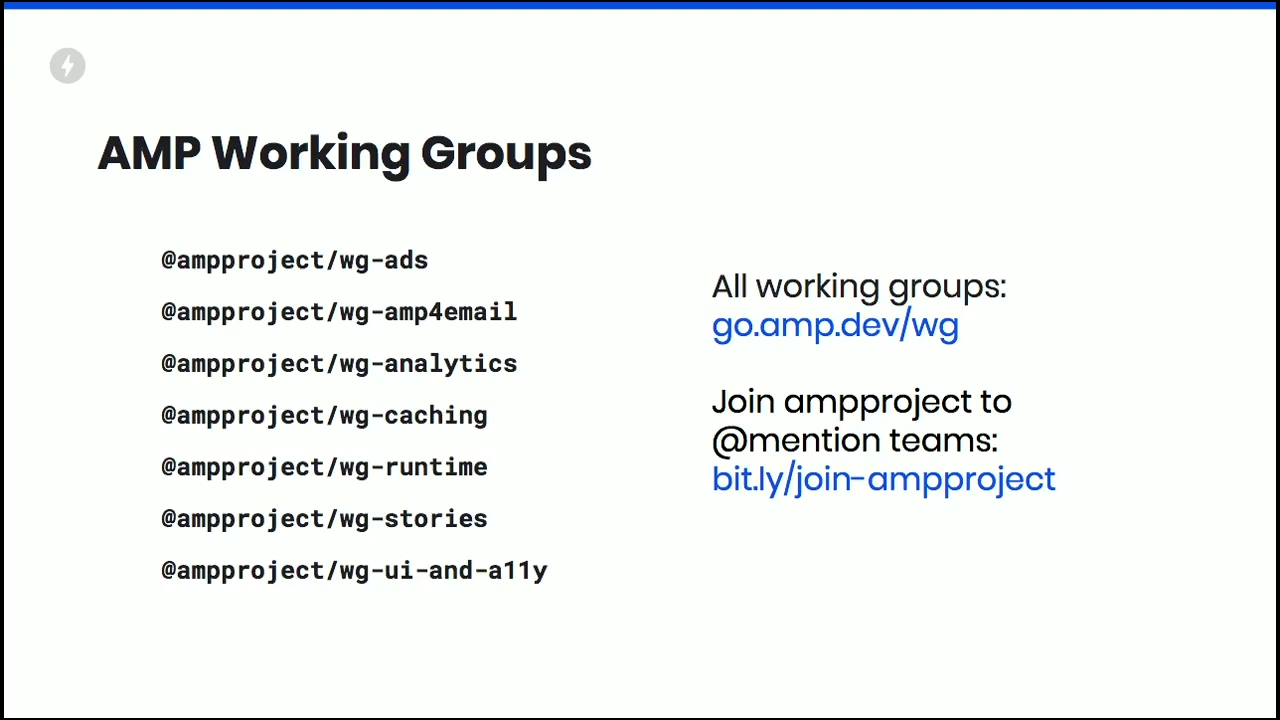 AMP Working Groups
@ampproject/wg-ads
@ampproject/wg-amp4email
@ampproject/wg-analytics
@ampproject/wg-caching
@ampproject/wg-runtime
@ampproject/wg-stories
@ampproject/wg-ui-and-a11y
All working groups:
go.amp.dev/wg
Join ampproject to
@mention teams:
bit.ly/join-ampproject